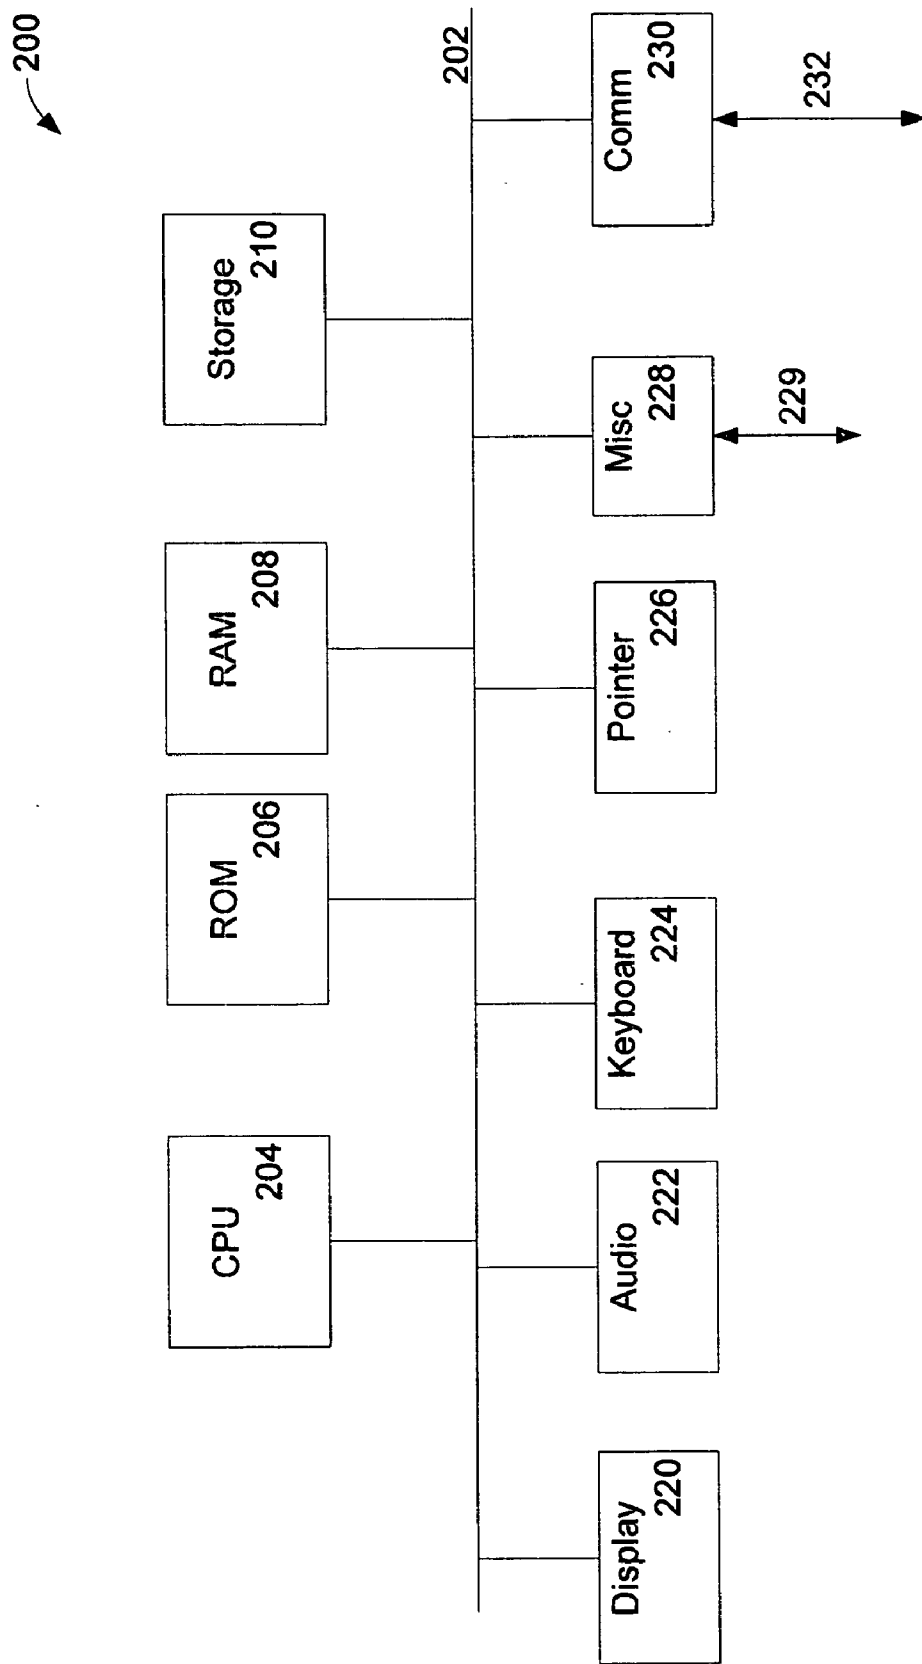 200
CPU
204
ROM
206
RAM
208
Storage
210
202
Display
220
Audio
222
Keyboard
224
Pointer
226
Misc
228
Comm
230
229
232